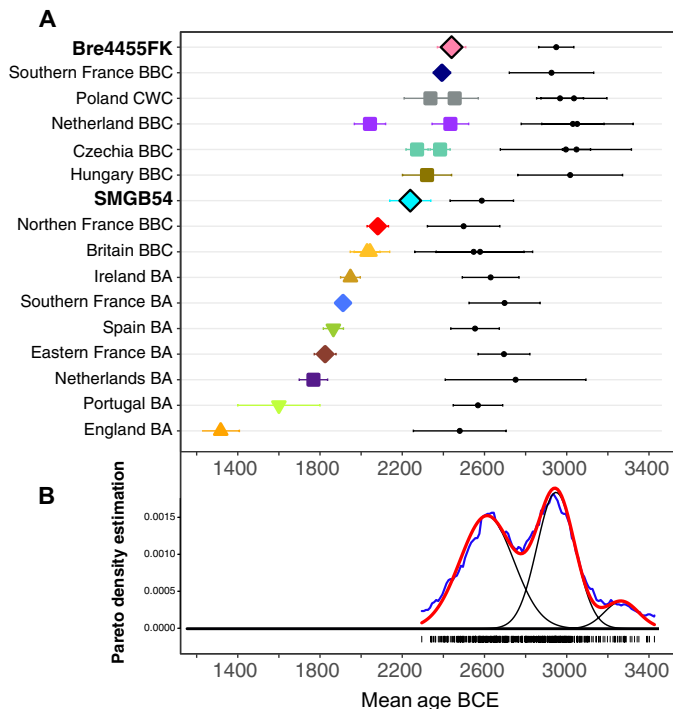 A
Bre4455FK
Southern France BBC
Poland CWC
Netherland BBC
Czechia BBC
Hungary BBC
SMGB54
Northen France BBC
Britain BBC
Ireland BA
Southern France BA
Spain BA
Eastern France BA
Netherlands BA
Portugal BA
England BA
1400 1800 2200 2600 3000 3400
B
Pareto density estimation
0.0015
0.0010
0.0005
0.0000
1400 1800 2200 2600 3000 3400
Mean age BCE